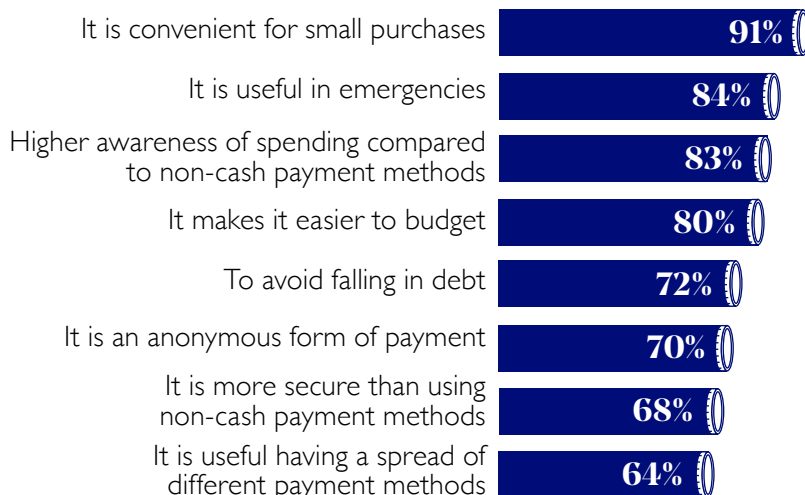 It is convenient for small purchases 91%
It is useful in emergencies 84%
Higher awareness of spending compared
to non-cash payment methods 83%
It makes it easier to budget 80%
To avoid falling in debt 72%
It is an anonymous form of payment 70%
It is more secure than using
non-cash payment methods 68%
It is useful having a spread of
different payment methods 64%